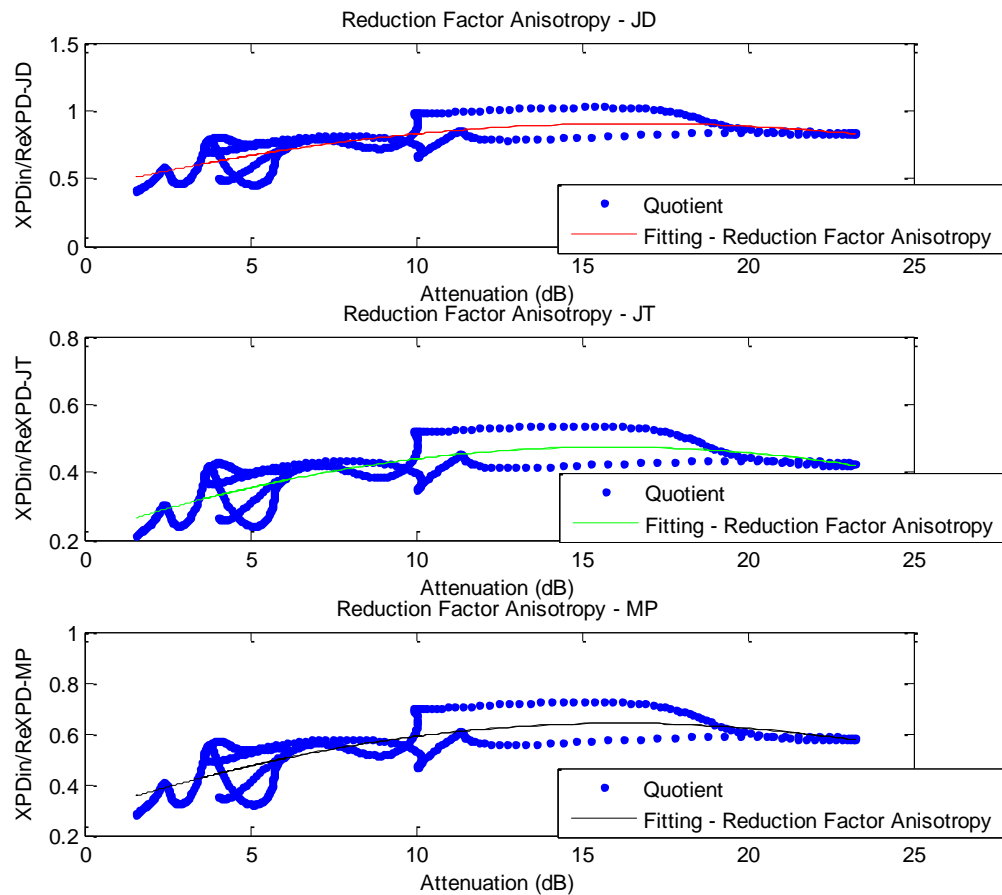 Reduction Factor Anisotropy - JD
1.5
1
0.5
0
XPDin/ReXPD-JD
Quotient
Fitting - Reduction Factor Anisotropy
0 5 10 15 20 25
Attenuation (dB)
Reduction Factor Anisotropy - JT
0.8
0.6
0.4
0.2
XPDin/ReXPD-JT
Quotient
Fitting - Reduction Factor Anisotropy
0 5 10 15 20 25
Attenuation (dB)
Reduction Factor Anisotropy - MP
1
0.8
0.6
0.4
0.2
XPDin/ReXPD-MP
Quotient
Fitting - Reduction Factor Anisotropy
0 5 10 15 20 25
Attenuation (dB)